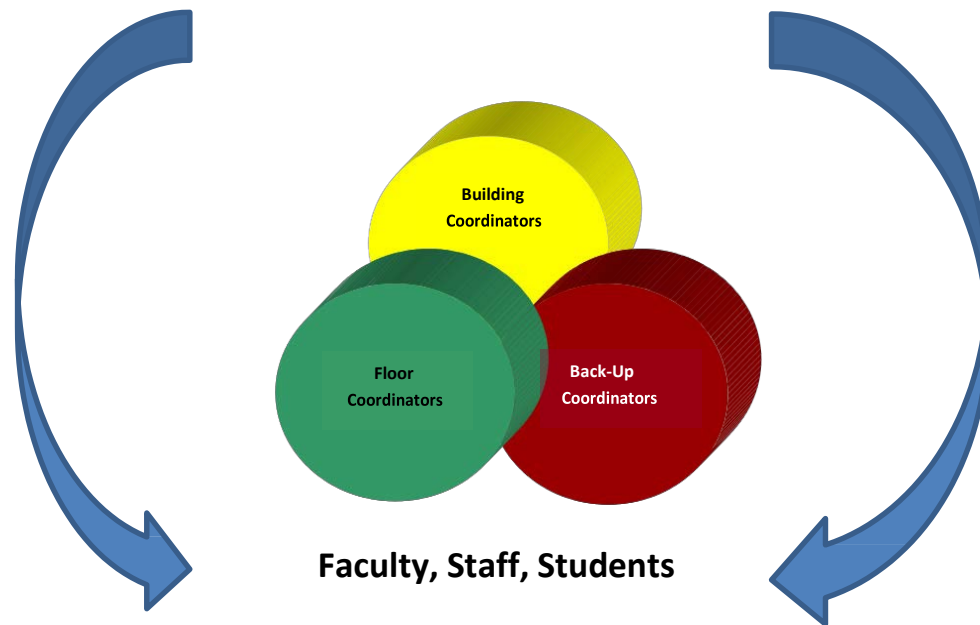 Building
Coordinators
Floor
Coordinators
Back-Up
Coordinators
Faculty, Staff, Students